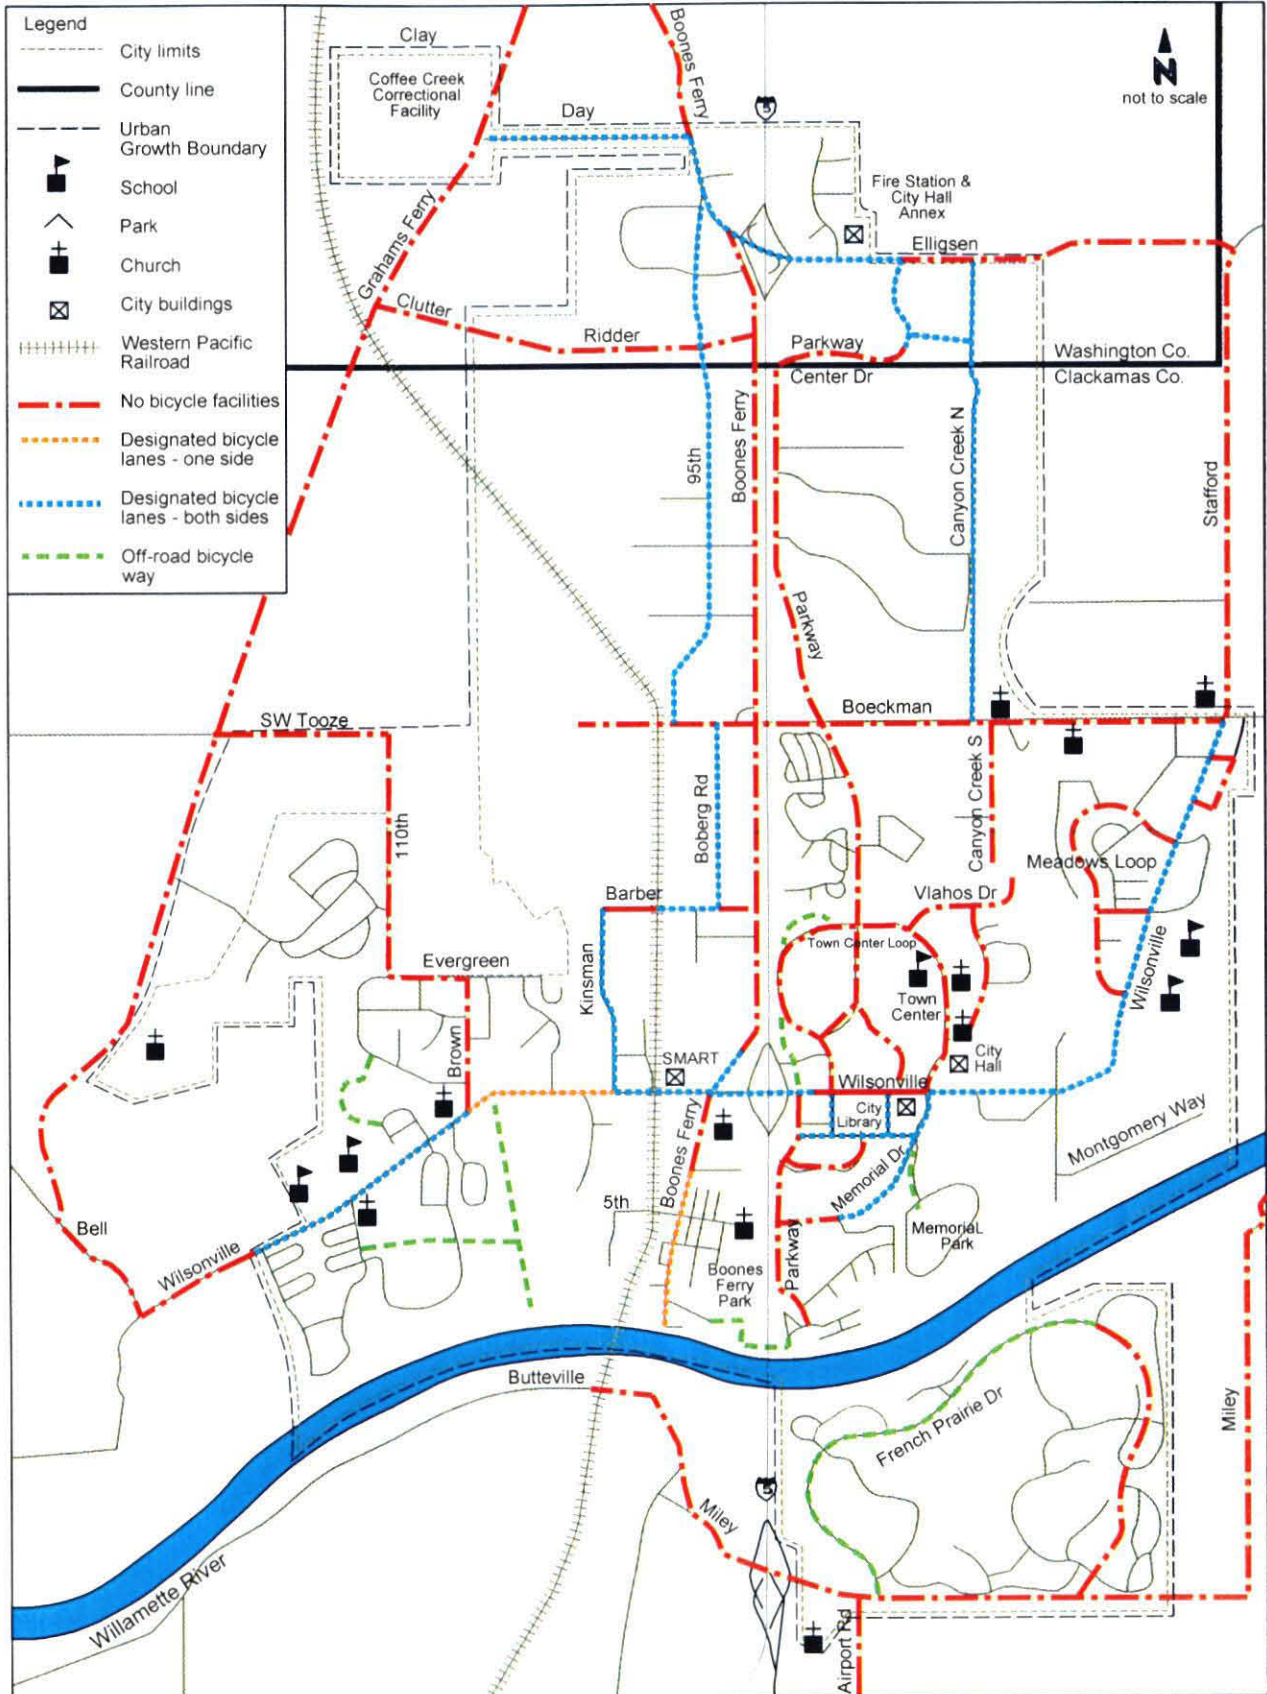 Legend
City limits
County line
Urban
Growth Boundary
School
Park
Church
City buildings
Western Pacific
Railroad
No bicycle facilities
Designated bicycle
lanes - one side
Designated bicycle
lanes - both sides
Off-road bicycle
way
Clay
Coffee Creek
Correctional
Facility
Day
Boones Ferry
5
N
not to scale
Fire Station &
City Hall
Annex
Elligsen
Grahams Ferry
Clutter
Ridder
Parkway
Center Dr
Washington Co.
Clackamas Co.
95th
Boones Ferry
Canyon Creek N
Stafford
Parkway
SW Tooze
Boeckman
110th
Boberg Rd
Canyon Creek S
Meadows Loop
Barber
Vlahos Dr
Town Center Loop
Evergreen
Kinsman
Town
Center
Wilsonville
Brown
SMART
City
Hall
Wilsonville
City
Library
Boones Ferry
Memorial Dr
Montgomery Way
5th
Bell
Wilsonville
Memorial
Park
Parkway
Boones
Ferry
Park
Butteville
French Prairie Dr
Miley
5
Miley
Willamette River
Airport Rd